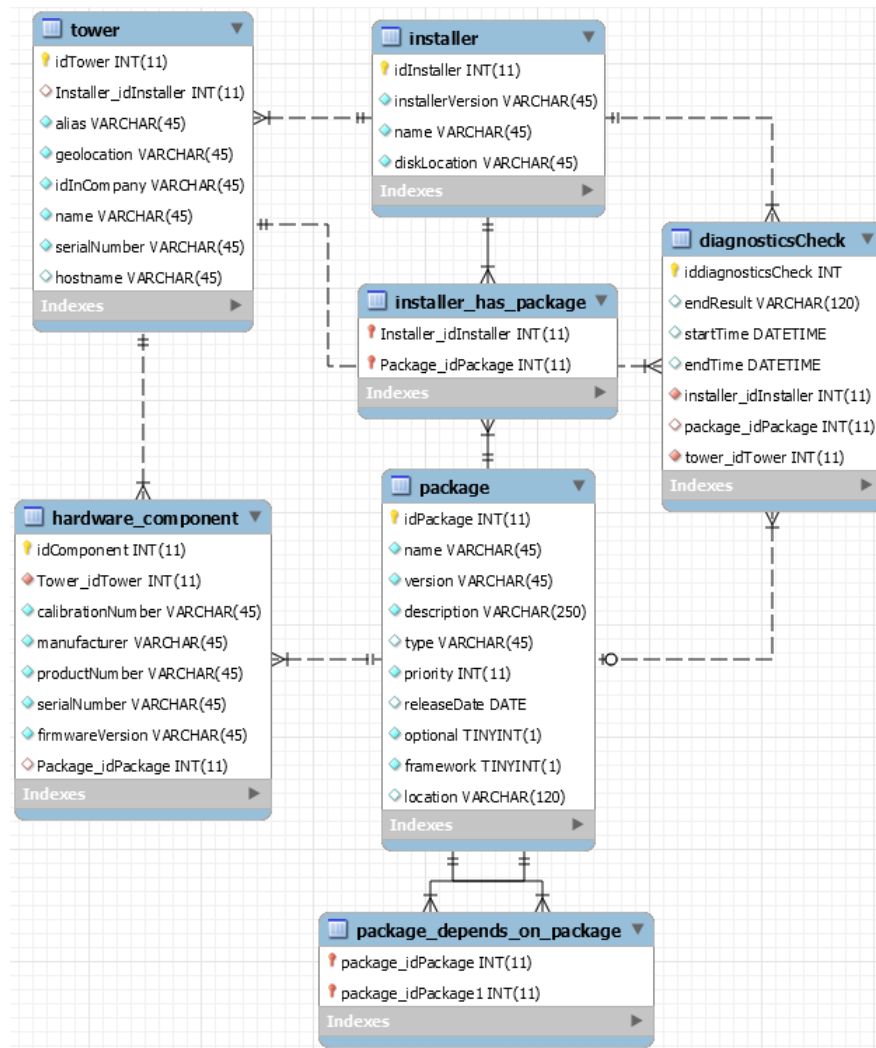 tower
idTower INT(11)
Installer_idInstaller INT(11)
alias VARCHAR(45)
geolocation VARCHAR(45)
idInCompany VARCHAR(45)
name VARCHAR(45)
serialNumber VARCHAR(45)
hostname VARCHAR(45)
Indexes
installer
idInstaller INT(11)
installerVersion VARCHAR(45)
name VARCHAR(45)
diskLocation VARCHAR(45)
Indexes
diagnosticsCheck
iddiagnosticsCheck INT
endResult VARCHAR(120)
startTime DATETIME
endTime DATETIME
installer_idInstaller INT(11)
package_idPackage INT(11)
tower_idTower INT(11)
Indexes
installer_has_package
Installer_idInstaller INT(11)
Package_idPackage INT(11)
Indexes
hardware_component
idComponent INT(11)
Tower_idTower INT(11)
calibrationNumber VARCHAR(45)
manufacturer VARCHAR(45)
productNumber VARCHAR(45)
serialNumber VARCHAR(45)
firmwareVersion VARCHAR(45)
Package_idPackage INT(11)
Indexes
package
idPackage INT(11)
name VARCHAR(45)
version VARCHAR(45)
description VARCHAR(250)
type VARCHAR(45)
priority INT(11)
releaseDate DATE
optional TINYINT(1)
framework TINYINT(1)
location VARCHAR(120)
Indexes
package_depends_on_package
package_idPackage INT(11)
package_idPackage1 INT(11)
Indexes